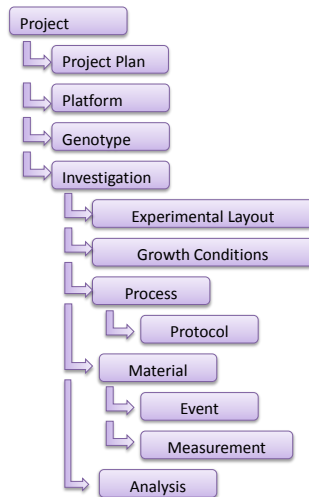 Project
Project Plan
Platform
Genotype
Investigation
Experimental Layout
Growth Conditions
Process
Protocol
Material
Event
Measurement
Analysis